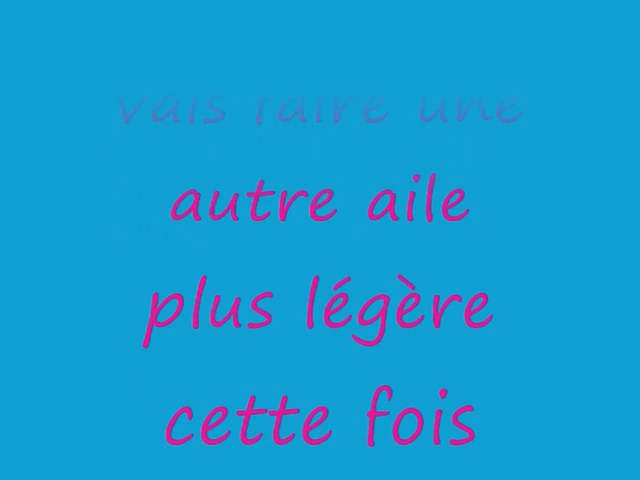 vais faire une
autre aile
plus légère
cette fois